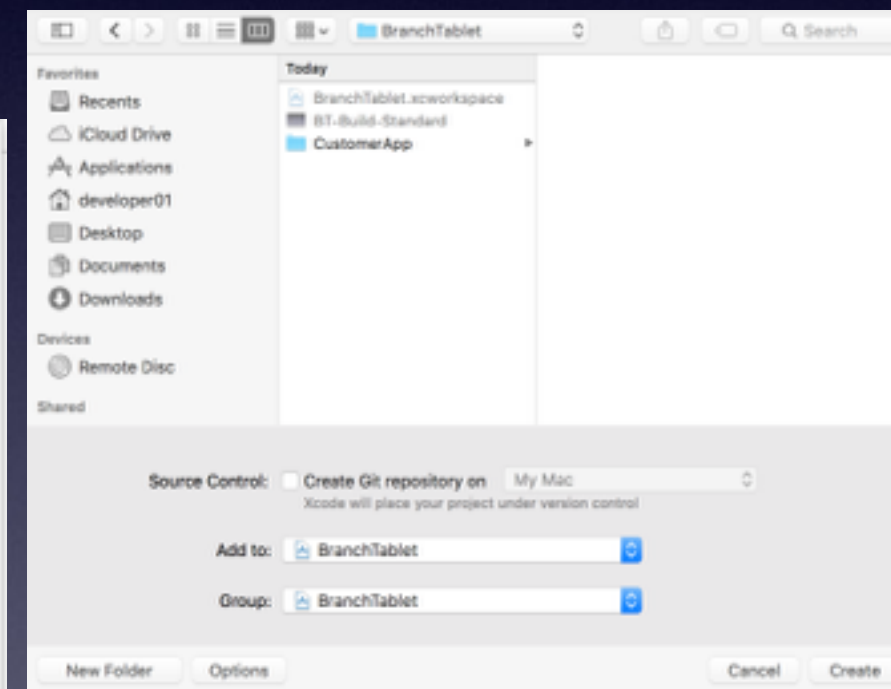 BranchTablet
Search
Favorites
Recents
iCloud Drive
Applications
developer01
Desktop
Documents
Downloads
Devices
Remote Disc
Shared
Today
BranchTablet.xcworkspace
BT-Build-Standard
CustomerApp
Source Control: Create Git repository on My Mac
Xcode will place your project under version control
Add to: BranchTablet
Group: BranchTablet
New Folder Options Cancel Create